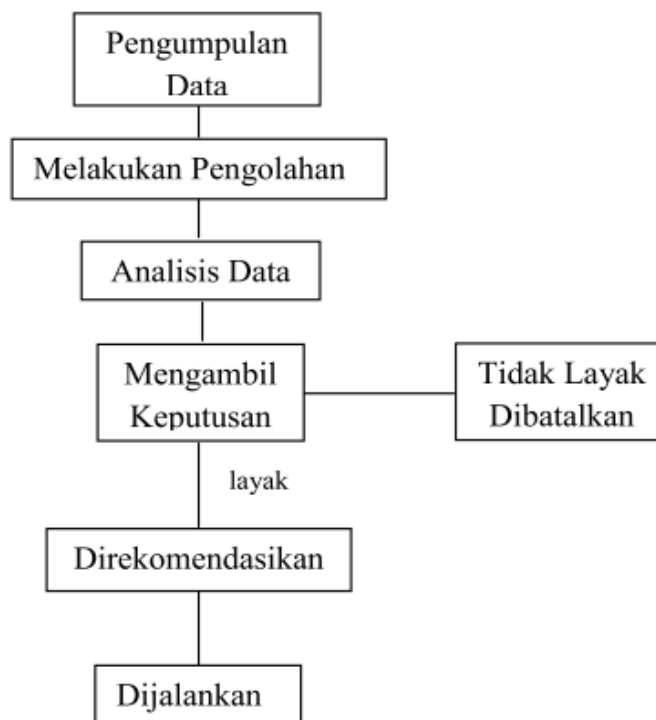 Pengumpulan
Data
Melakukan Pengolahan
Analisis Data
Mengambil
Keputusan
Tidak Layak
Dibatalkan
layak
Direkomendasikan
Dijalankan